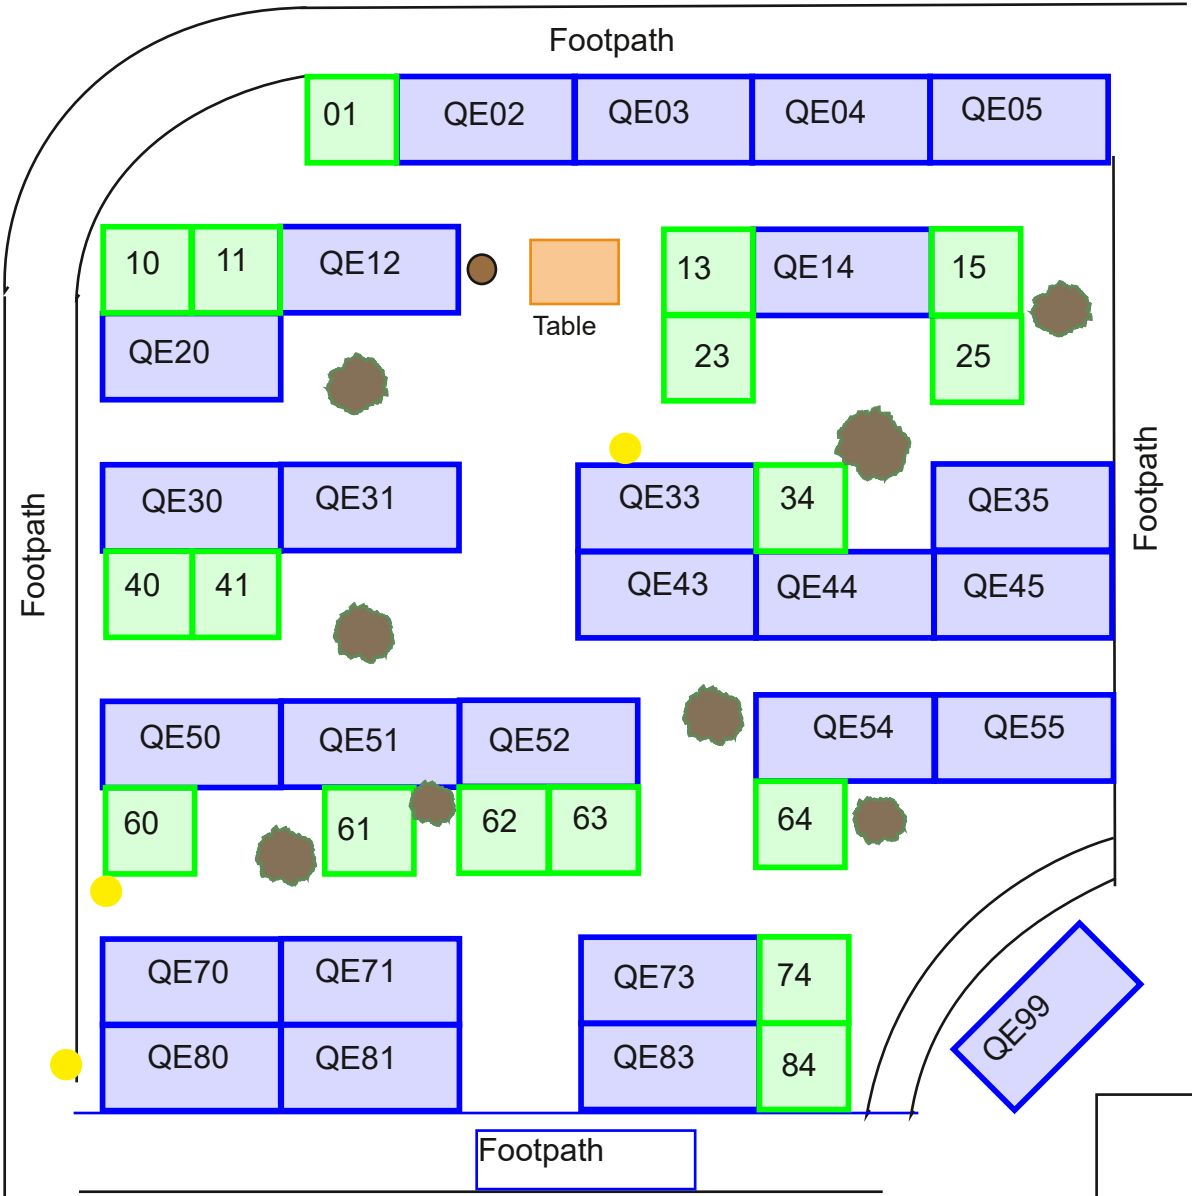 Footpath
01 QE02 QE03 QE04 QE05
10 11 QE12 13 QE14 15
Table
QE20 23 25
QE30 QE31 QE33 34 QE35
Footpath
Footpath
40 41 QE43 QE44 QE45
QE50 QE51 QE52 QE54 QE55
60 61 62 63 64
QE70 QE71 QE73 74
QE99
QE80 QE81 QE83 84
Footpath